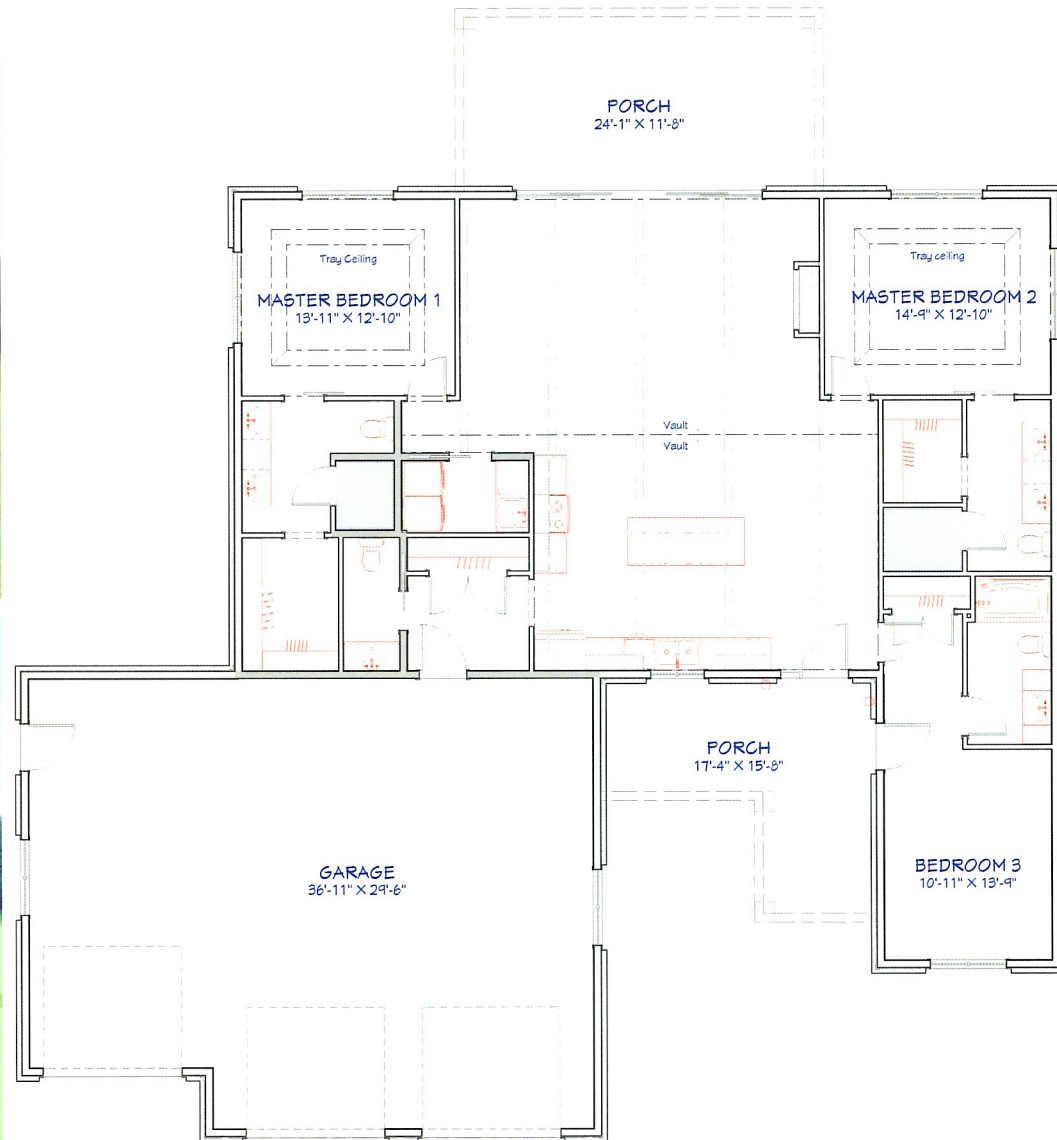 PORCH
24'-1" X 11'-8"
Tray Ceiling
MASTER BEDROOM 1
13'-11" X 12'-10"
Tray ceiling
MASTER BEDROOM 2
14'-9" X 12'-10"
Vault
Vault
PORCH
17'-4" X 15'-8"
GARAGE
36'-11" X 29'-6"
BEDROOM 3
10'-11" X 13'-9"